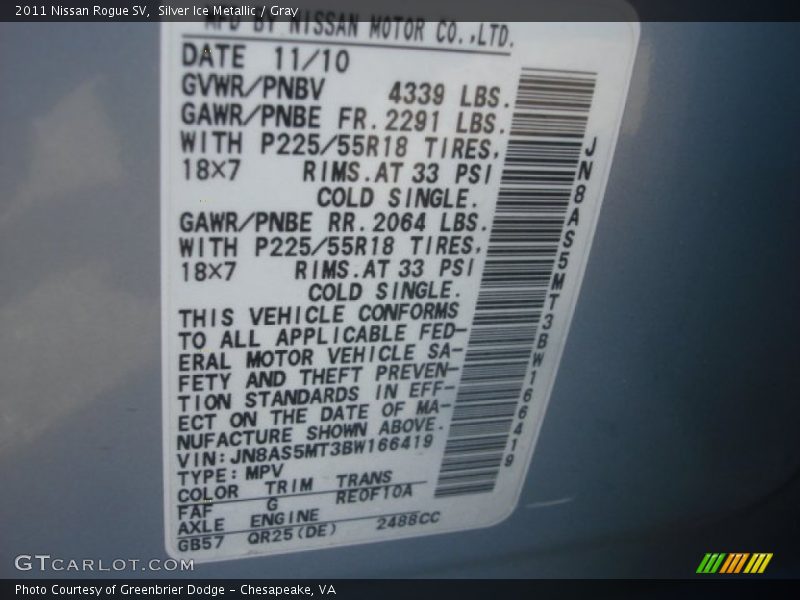 2011 Nissan Rogue SV, Silver Ice Metallic / Gray
MFD BY NISSAN MOTOR CO.,LTD.
DATE 11/10
GVWR/PNBV 4339 LBS.
GAWR/PNBE FR. 2291 LBS.
WITH P225/55R18 TIRES,
18×7 RIMS.AT 33 PSI
COLD SINGLE.
GAWR/PNBE RR. 2064 LBS.
WITH P225/55R18 TIRES,
18×7 RIMS.AT 33 PSI
COLD SINGLE.
THIS VEHICLE CONFORMS
TO ALL APPLICABLE FED-
ERAL MOTOR VEHICLE SA-
FETY AND THEFT PREVEN-
TION STANDARDS IN EFF-
ECT ON THE DATE OF MA-
NUFACTURE SHOWN ABOVE.
VIN:JN8AS5MT3BW166419
TYPE:MPV
COLOR TRIM TRANS
FAF G RE0F10A
AXLE ENGINE
GB57 QR25(DE) 2488CC
JN8AS5MT3BW166419
GTCARLOT.COM
Photo Courtesy of Greenbrier Dodge – Chesapeake, VA